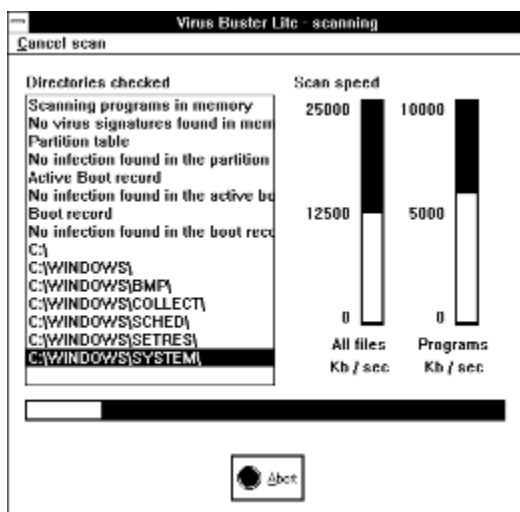 Virus Buster Lite - scanning
Cancel scan
Directories checked
Scanning programs in memory
No virus signatures found in mem
Partition table
No infection found in the partition
Active Boot record
No infection found in the active bo
Boot record
No infection found in the boot reco
C:\
C:\WINDOWS\
C:\WINDOWS\BMP\
C:\WINDOWS\COLLECT\
C:\WINDOWS\SCHED\
C:\WINDOWS\SETRES\
C:\WINDOWS\SYSTEM\
Scan speed
25000 10000
12500 5000
0 0
All files Programs
Kb / sec Kb / sec
Abort